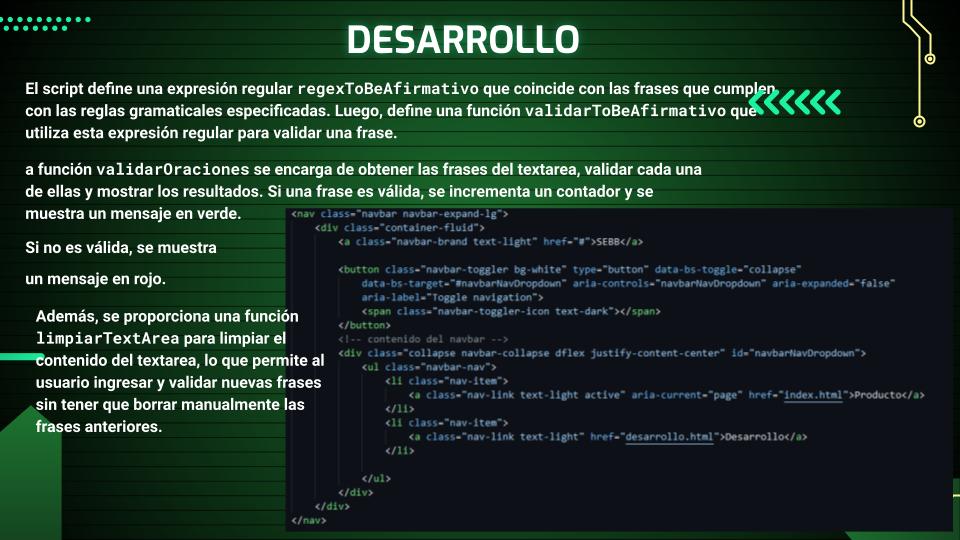 DESARROLLO
El script define una expresión regular regexToBeAfirmativo que coincide con las frases que cumplen
con las reglas gramaticales especificadas. Luego, define una función validarToBeAfirmativo que
utiliza esta expresión regular para validar una frase.
a función validarOraciones se encarga de obtener las frases del textarea, validar cada una
de ellas y mostrar los resultados. Si una frase es válida, se incrementa un contador y se
muestra un mensaje en verde.
Si no es válida, se muestra
un mensaje en rojo.
Además, se proporciona una función
limpiarTextArea para limpiar el
contenido del textarea, lo que permite al
usuario ingresar y validar nuevas frases
sin tener que borrar manualmente las
frases anteriores.
<nav class="navbar navbar-expand-lg">
<div class="container-fluid">
<a class="navbar-brand text-light" href="#">SEBB</a>
<button class="navbar-toggler bg-white" type="button" data-bs-toggle="collapse"
data-bs-target="#navbarNavDropdown" aria-controls="navbarNavDropdown" aria-expanded="false"
aria-label="Toggle navigation">
<span class="navbar-toggler-icon text-dark"></span>
</button>
<!-- contenido del navbar -->
<div class="collapse navbar-collapse dflex justify-content-center" id="navbarNavDropdown">
<ul class="navbar-nav">
<li class="nav-item">
<a class="nav-link text-light active" aria-current="page" href="index.html">Producto</a>
</li>
<li class="nav-item">
<a class="nav-link text-light" href="desarrollo.html">Desarrollo</a>
</li>
</ul>
</div>
</div>
</nav>